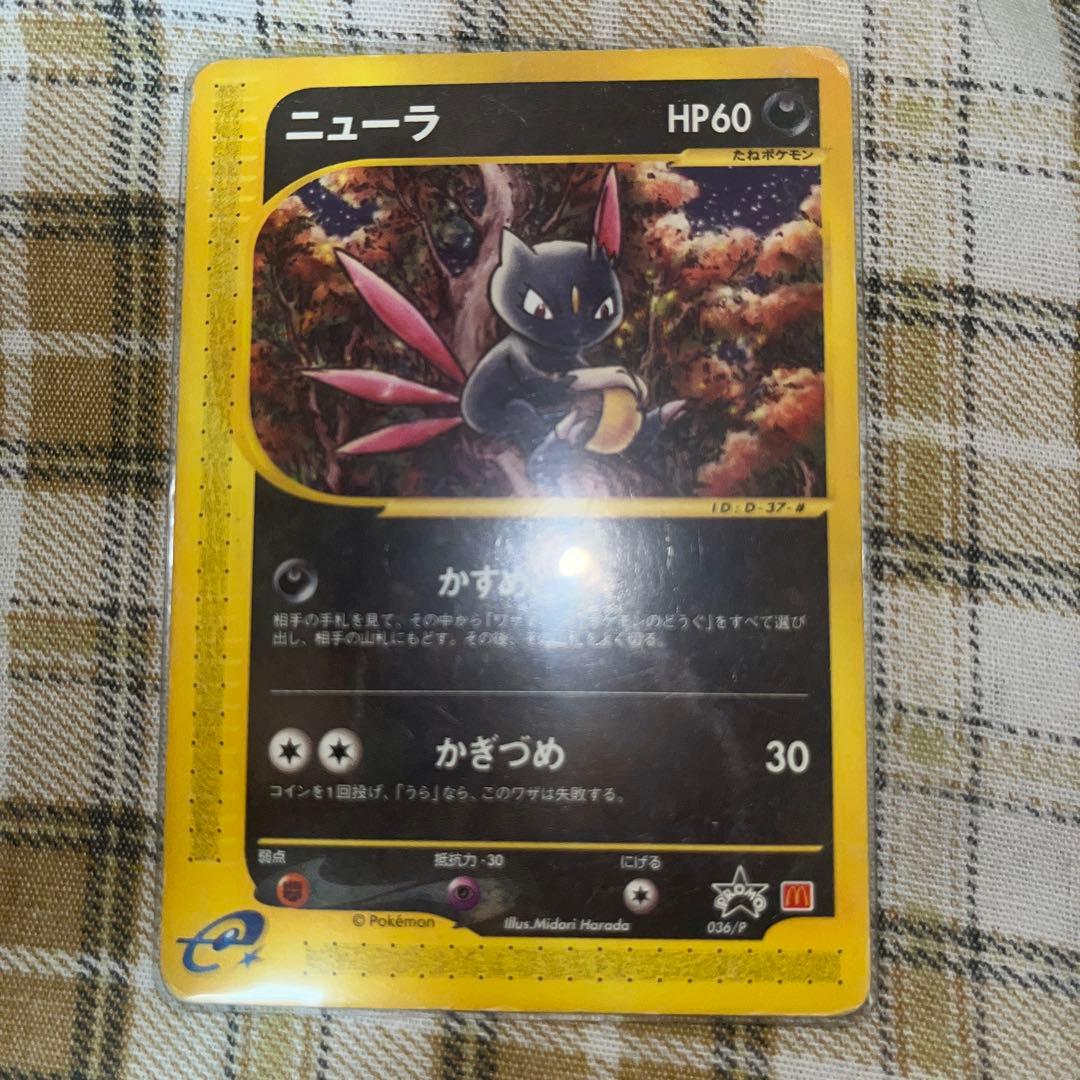 ニューラ
HP60
たねポケモン
ID:D-37-#
かすめ
相手の手札を見て、その中から「ワザ ポケモンのどうぐ」をすべて選び
出し、相手の山札にもどす。その後、 よく切る。
かぎづめ
30
コインを1回投げ、「うら」なら、このワザは失敗する。
弱点
抵抗力-30
にげる
PROMO
© Pokémon
Illus.Midori Harada
036/P
e